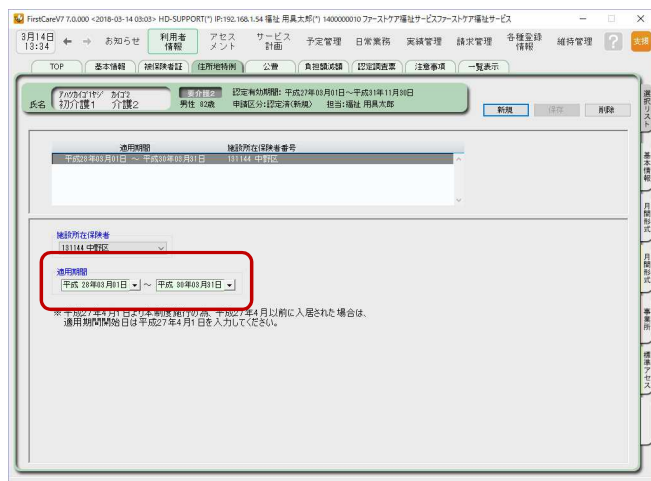 FirstCareV7 7.0.000 <2018-03-14 03:03> HD-SUPPORT(*) IP:192.168.1.54 福祉 用具太郎(*) 1400000010 ファーストケア福祉サービスファーストケア福祉サービス
3月14日 13:34 ← → お知らせ 利用者情報 アセスメント サービス計画 予定管理 日常業務 実績管理 請求管理 各種登録情報 維持管理 ? 支援
TOP 基本情報 被保険者証 住所地特例 公費 負担額減額 認定調査票 注意事項 一覧表示
氏名 ｱﾊﾂｶｲｺﾞｲﾁｼﾞ ｶｲｺﾞ2 要介護2 認定有効期間: 平成27年03月01日～平成31年11月30日
初介護1 介護2 男性 82歳 申請区分:認定済(新規) 担当:福祉 用具太郎
新規 保存 削除
適用期間 施設所在保険者番号
平成28年03月01日 ～ 平成30年03月31日 131144 中野区
施設所在保険者
131144 中野区
適用期間
平成 28年03月01日 ～ 平成 30年03月31日
※ 平成27年4月1日より本制度施行の為、平成27年4月以前に入居された場合は、
適用期間開始日は平成27年4月1日を入力してください。
選択リスト
基本情報
月間形式
月間形式
事業所
標準アセス